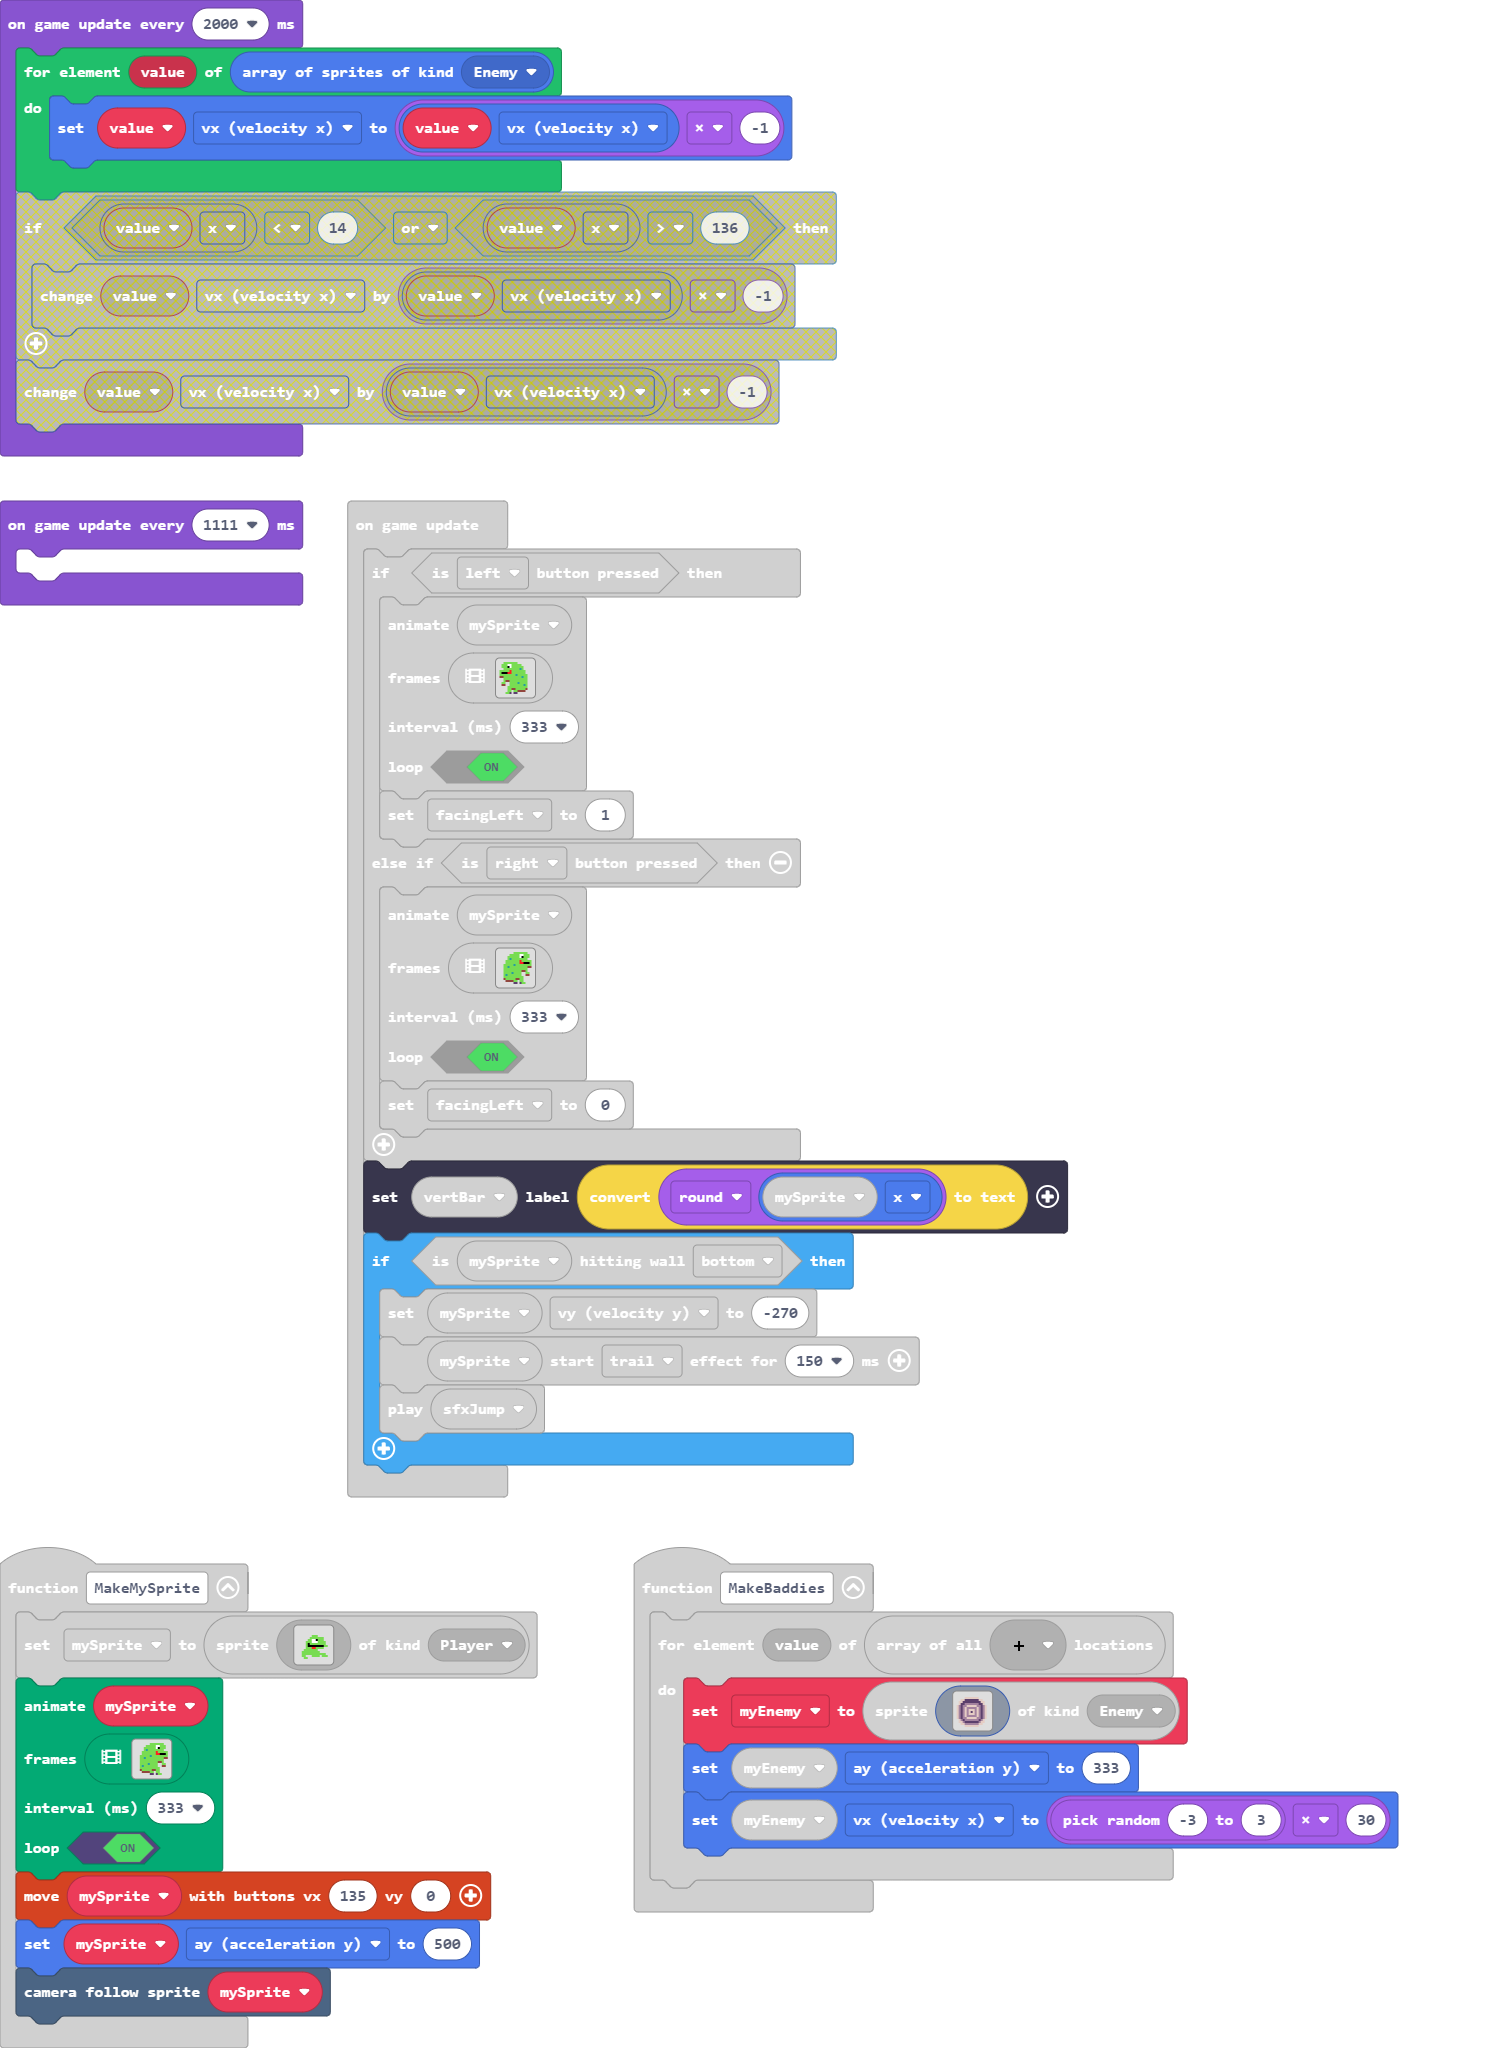 on game update every 2000 ms
for element value of array of sprites of kind Enemy
do
set value vx (velocity x) to value vx (velocity x) × -1
if value x < 14 or value x > 136 then
change value vx (velocity x) by value vx (velocity x) × -1
change value vx (velocity x) by value vx (velocity x) × -1
on game update every 1111 ms
on game update
if is left button pressed then
animate mySprite
frames
interval (ms) 333
loop ON
set facingLeft to 1
else if is right button pressed then
animate mySprite
frames
interval (ms) 333
loop ON
set facingLeft to 0
set vertBar label convert round mySprite x to text
if is mySprite hitting wall bottom then
set mySprite vy (velocity y) to -270
mySprite start trail effect for 150 ms
play sfxJump
function MakeMySprite
set mySprite to sprite of kind Player
animate mySprite
frames
interval (ms) 333
loop ON
move mySprite with buttons vx 135 vy 0
set mySprite ay (acceleration y) to 500
camera follow sprite mySprite
function MakeBaddies
for element value of array of all locations
do
set myEnemy to sprite of kind Enemy
set myEnemy ay (acceleration y) to 333
set myEnemy vx (velocity x) to pick random -3 to 3 × 30